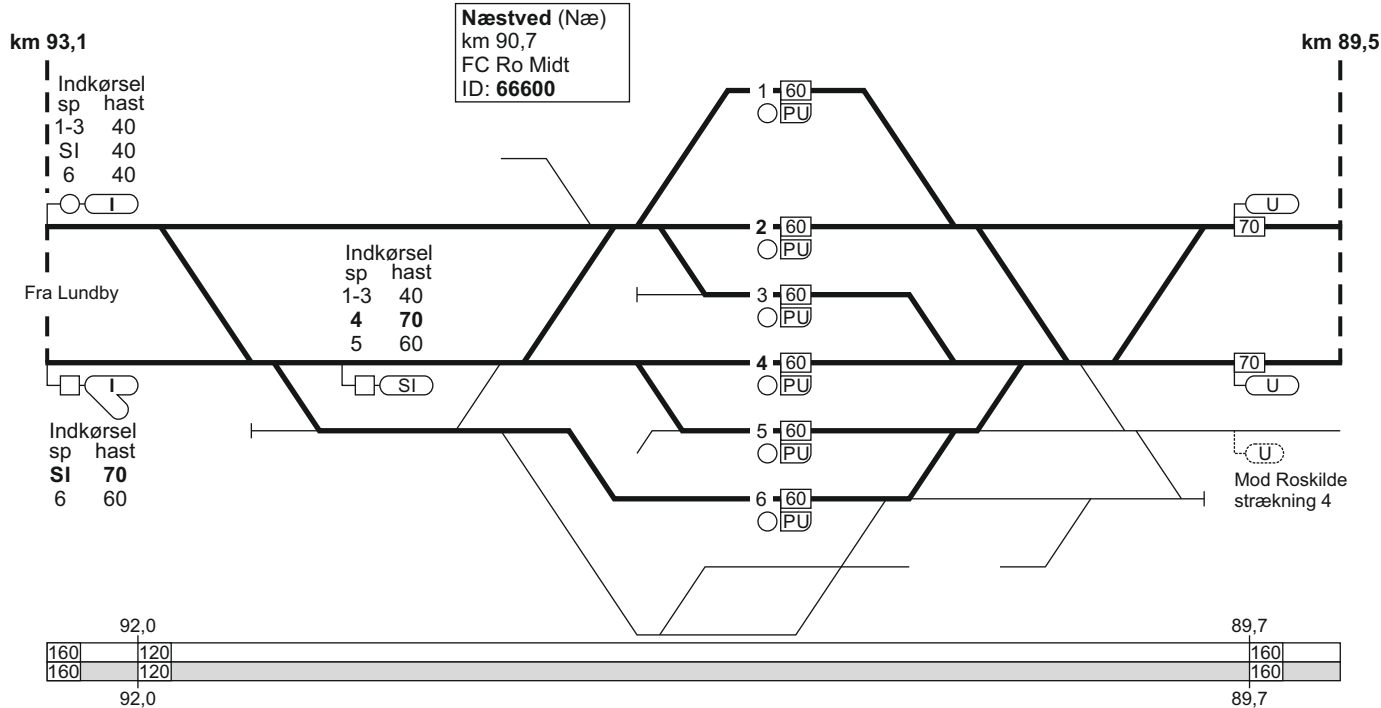 Næstved (Næ)
km 90,7
FC Ro Midt
ID: 66600
km 93,1
km 89,5
Indkørsel
sp hast
1-3 40
SI 40
6 40
I
Fra Lundby
Indkørsel
sp hast
1-3 40
4 70
5 60
SI
I
Indkørsel
sp hast
SI 70
6 60
1 60
PU
2 60
PU
3 60
PU
4 60
PU
5 60
PU
6 60
PU
U
70
70
U
U
Mod Roskilde
strækning 4
92,0 89,7
160 120 160
160 120 160
92,0 89,7